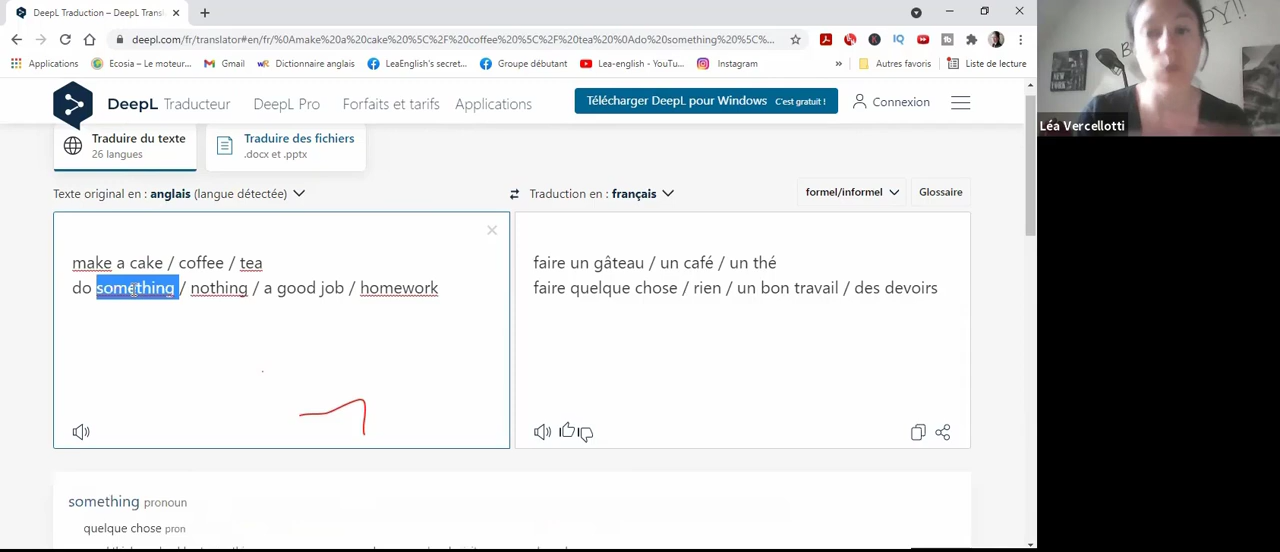 DeepL Traduction – DeepL Trans
deepl.com/fr/translator#en/fr/%0Amake%20a%20cake%20%5C%2F%20coffee%20%5C%2F%20tea%20%0Ado%20something%20%5C%...
Applications
Ecosia – Le moteur...
Gmail
Dictionnaire anglais
LeaEnglish - secret...
Groupe débutant
Lea-english - YouTu...
Instagram
»
Autres favoris
Liste de lecture
DeepL Traducteur
DeepL Pro
Forfaits et tarifs
Applications
Télécharger DeepL pour Windows C'est gratuit !
Connexion
Traduire du texte
26 langues
Traduire des fichiers
.docx et .pptx
Texte original en : anglais (langue détectée)
Traduction en : français
formel/informel
Glossaire
make a cake / coffee / tea
do something / nothing / a good job / homework
faire un gâteau / un café / un thé
faire quelque chose / rien / un bon travail / des devoirs
something pronoun
quelque chose pron
Léa Vercellotti
NEW
YORK